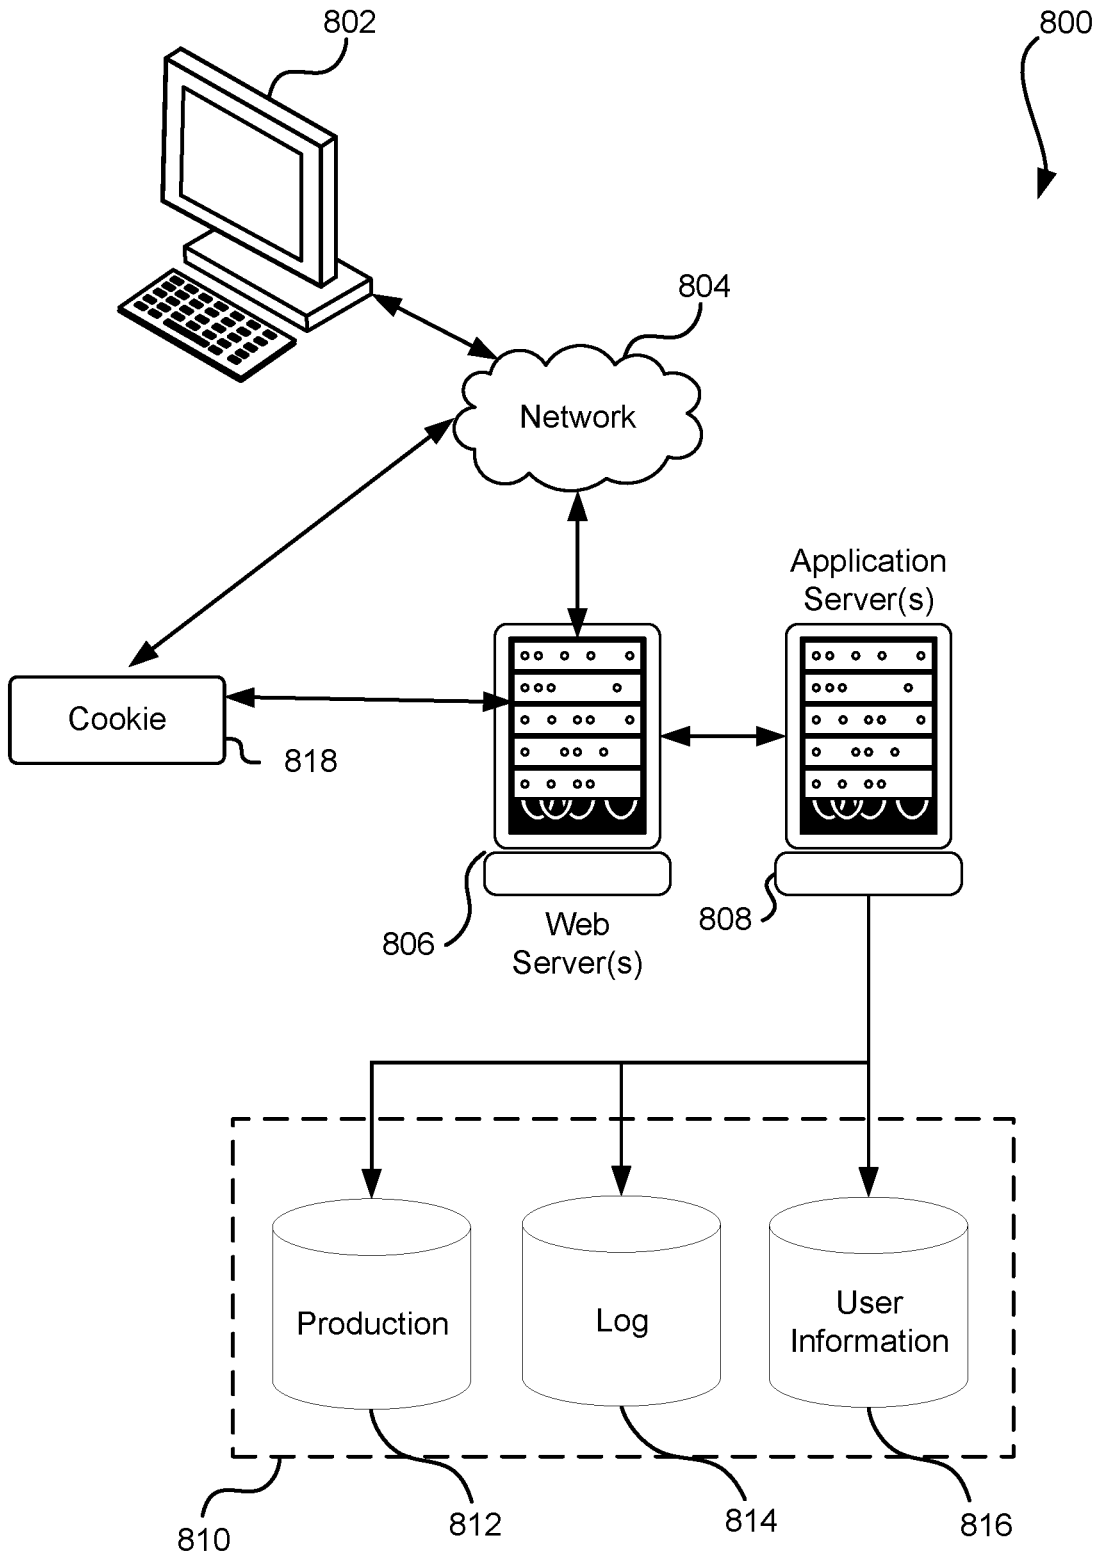 802
800
804
Network
Application
Server(s)
Cookie
818
806
808
Web
Server(s)
Production
Log
User
Information
810
812
814
816